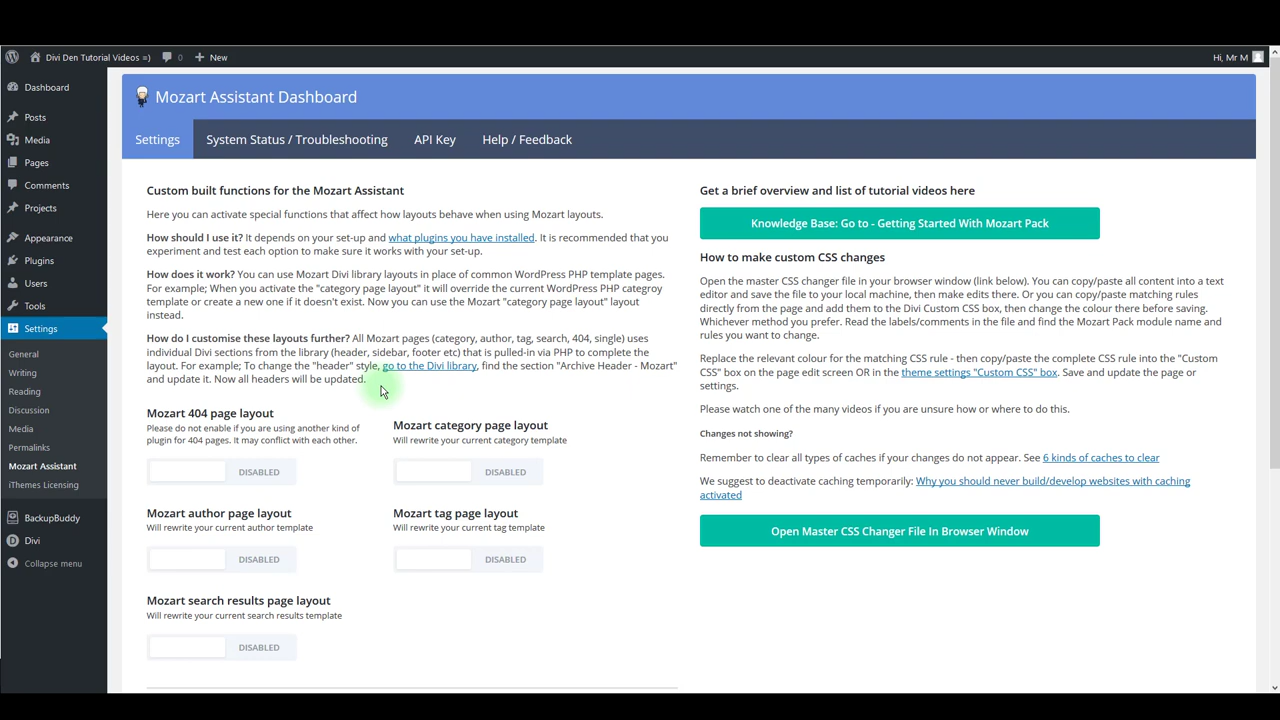 Divi Den Tutorial Videos =)
0
New
Hi, Mr M
Dashboard
Posts
Media
Pages
Comments
Projects
Appearance
Plugins
Users
Tools
Settings
General
Writing
Reading
Discussion
Media
Permalinks
Mozart Assistant
iThemes Licensing
BackupBuddy
Divi
Collapse menu
Mozart Assistant Dashboard
Settings
System Status / Troubleshooting
API Key
Help / Feedback
Custom built functions for the Mozart Assistant
Here you can activate special functions that affect how layouts behave when using Mozart layouts.
How should I use it? It depends on your set-up and what plugins you have installed. It is recommended that you
experiment and test each option to make sure it works with your set-up.
How does it work? You can use Mozart Divi library layouts in place of common WordPress PHP template pages.
For example; When you activate the "category page layout" it will override the current WordPress PHP categroy
template or create a new one if it doesn't exist. Now you can use the Mozart "category page layout" layout
instead.
How do I customise these layouts further? All Mozart pages (category, author, tag, search, 404, single) uses
individual Divi sections from the library (header, sidebar, footer etc) that is pulled-in via PHP to complete the
layout. For example; To change the "header" style, go to the Divi library, find the section "Archive Header - Mozart"
and update it. Now all headers will be updated.
Mozart 404 page layout
Please do not enable if you are using another kind of
plugin for 404 pages. It may conflict with each other.
DISABLED
Mozart category page layout
Will rewrite your current category template
DISABLED
Mozart author page layout
Will rewrite your current author template
DISABLED
Mozart tag page layout
Will rewrite your current tag template
DISABLED
Mozart search results page layout
Will rewrite your current search results template
DISABLED
Get a brief overview and list of tutorial videos here
Knowledge Base: Go to - Getting Started With Mozart Pack
How to make custom CSS changes
Open the master CSS changer file in your browser window (link below). You can copy/paste all content into a text
editor and save the file to your local machine, then make edits there. Or you can copy/paste matching rules
directly from the page and add them to the Divi Custom CSS box, then change the colour there before saving.
Whichever method you prefer. Read the labels/comments in the file and find the Mozart Pack module name and
rules you want to change.
Replace the relevant colour for the matching CSS rule - then copy/paste the complete CSS rule into the "Custom
CSS" box on the page edit screen OR in the theme settings "Custom CSS" box. Save and update the page or
settings.
Please watch one of the many videos if you are unsure how or where to do this.
Changes not showing?
Remember to clear all types of caches if your changes do not appear. See 6 kinds of caches to clear
We suggest to deactivate caching temporarily: Why you should never build/develop websites with caching
activated
Open Master CSS Changer File In Browser Window